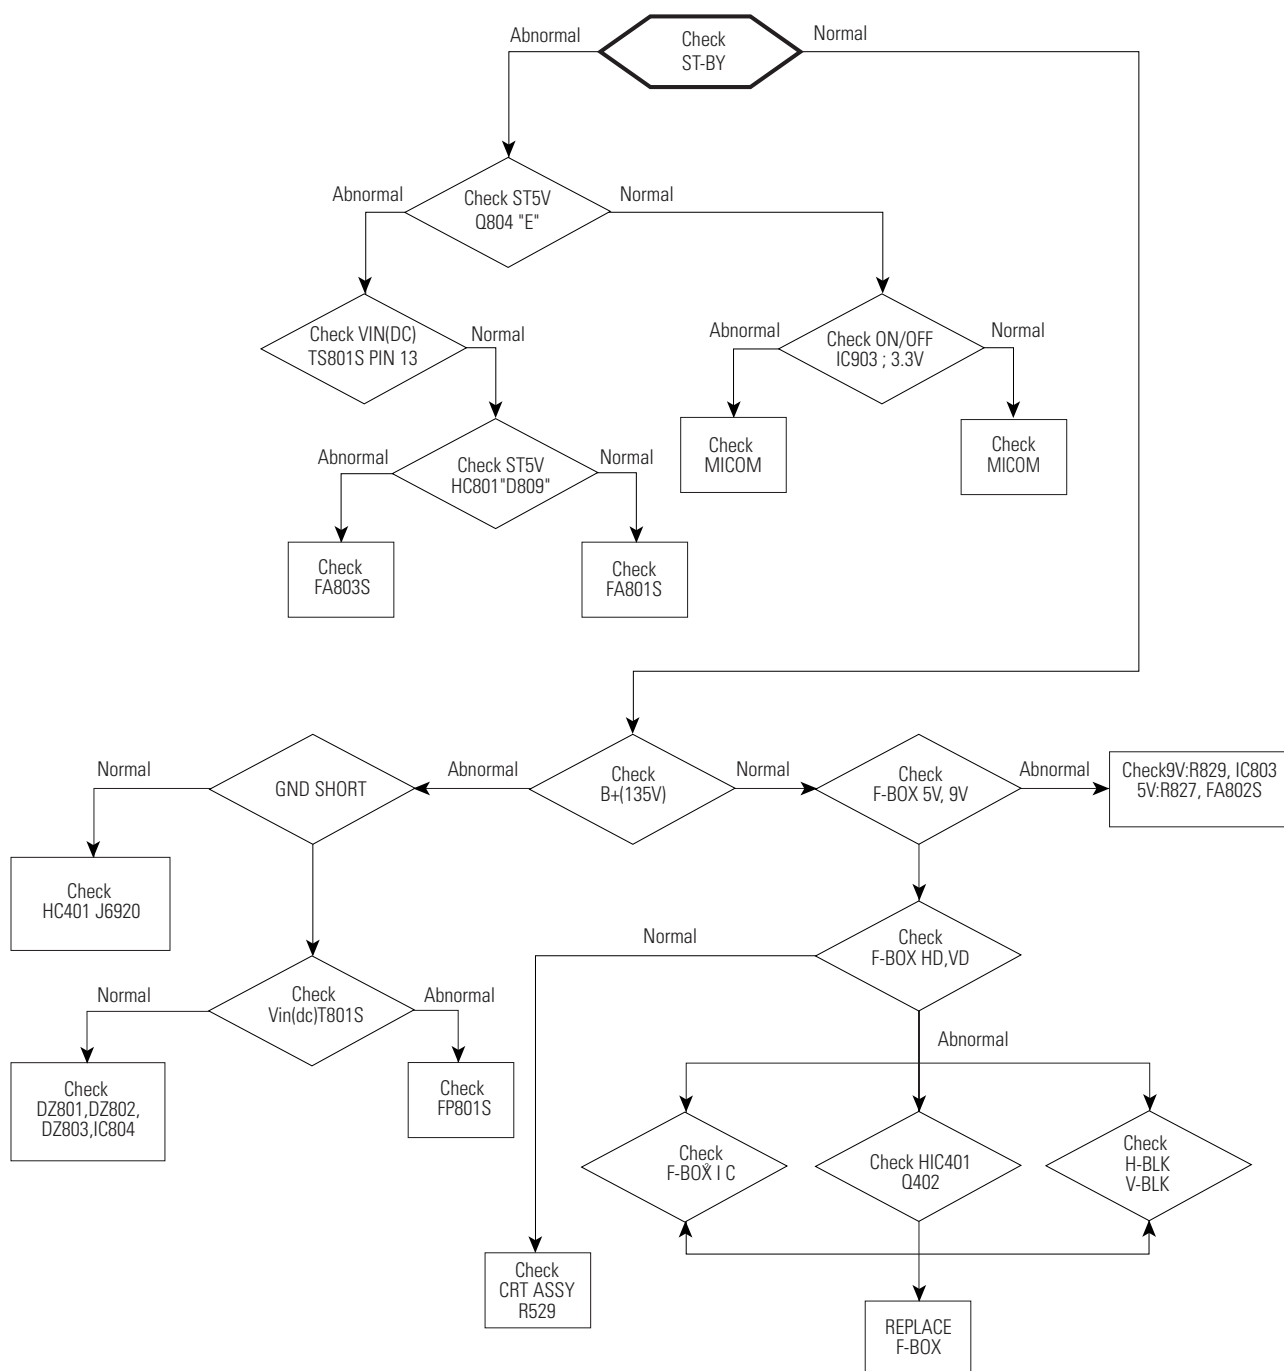 Abnormal
Check
ST-BY
Normal
Abnormal
Check ST5V
Q804 "E"
Normal
Check VIN(DC)
TS801S PIN 13
Normal
Abnormal
Check ON/OFF
IC903 ; 3.3V
Normal
Abnormal
Check ST5V
HC801"D809"
Normal
Check
MICOM
Check
MICOM
Check
FA803S
Check
FA801S
Normal
GND SHORT
Abnormal
Check
B+(135V)
Normal
Check
F-BOX 5V, 9V
Abnormal
Check9V:R829, IC803
5V:R827, FA802S
Check
HC401 J6920
Normal
Check
F-BOX HD,VD
Normal
Check
Vin(dc)T801S
Abnormal
Abnormal
Check
DZ801,DZ802,
DZ803,IC804
Check
FP801S
Check
F-BOX I C
Check HIC401
Q402
Check
H-BLK
V-BLK
Check
CRT ASSY
R529
REPLACE
F-BOX